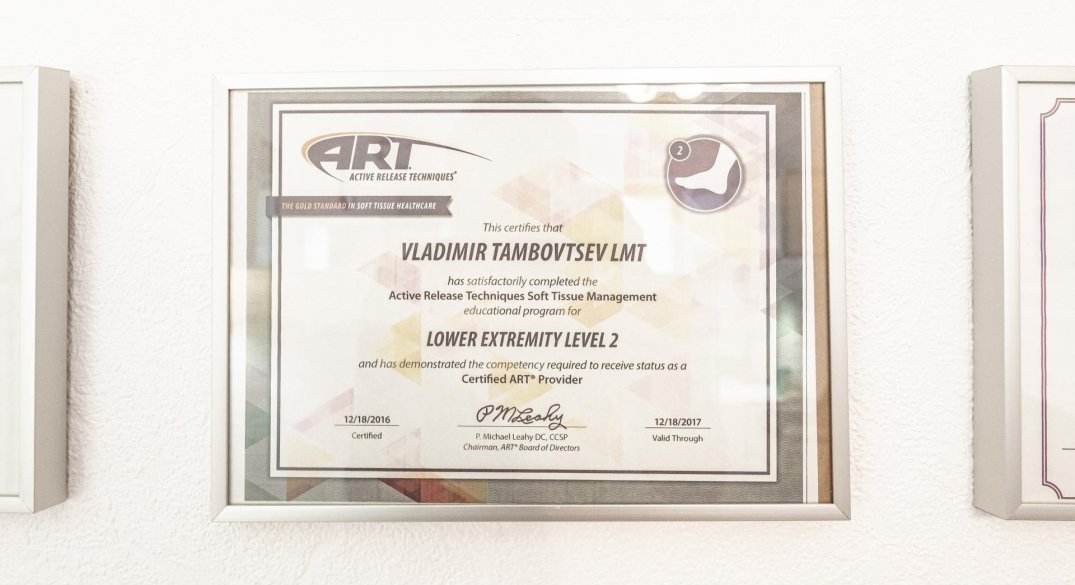 ART
ACTIVE RELEASE TECHNIQUES™
THE GOLD STANDARD IN SOFT TISSUE HEALTHCARE
2
This certifies that
VLADIMIR TAMBOVTSEV LMT
has satisfactorily completed the
Active Release Techniques Soft Tissue Management
educational program for
LOWER EXTREMITY LEVEL 2
and has demonstrated the competency required to receive status as a
Certified ART® Provider
12/18/2016
Certified
P M Leahy
P. Michael Leahy DC, CCSP
Chairman, ART® Board of Directors
12/18/2017
Valid Through